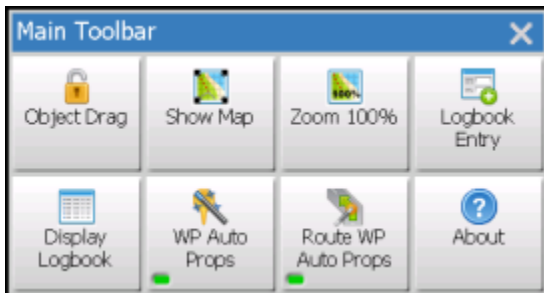 Main Toolbar
Object Drag
Show Map
100%
Zoom 100%
Logbook
Entry
Display
Logbook
WP Auto
Props
Route WP
Auto Props
?
About